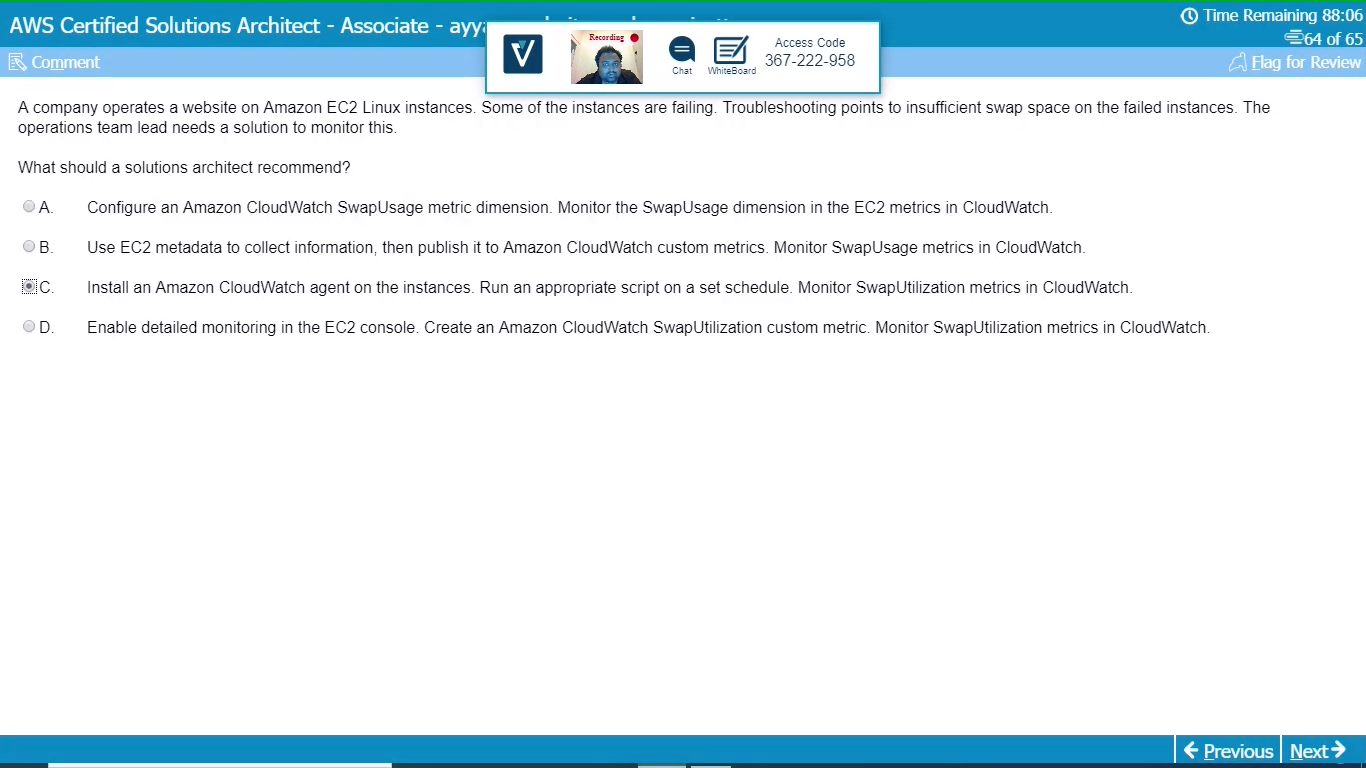 AWS Certified Solutions Architect - Associate -
Time Remaining 88:06
64 of 65
Comment
Flag for Review
Recording
Chat
WhiteBoard
Access Code
367-222-958
A company operates a website on Amazon EC2 Linux instances. Some of the instances are failing. Troubleshooting points to insufficient swap space on the failed instances. The
operations team lead needs a solution to monitor this.
What should a solutions architect recommend?
A. Configure an Amazon CloudWatch SwapUsage metric dimension. Monitor the SwapUsage dimension in the EC2 metrics in CloudWatch.
B. Use EC2 metadata to collect information, then publish it to Amazon CloudWatch custom metrics. Monitor SwapUsage metrics in CloudWatch.
C. Install an Amazon CloudWatch agent on the instances. Run an appropriate script on a set schedule. Monitor SwapUtilization metrics in CloudWatch.
D. Enable detailed monitoring in the EC2 console. Create an Amazon CloudWatch SwapUtilization custom metric. Monitor SwapUtilization metrics in CloudWatch.
Previous
Next